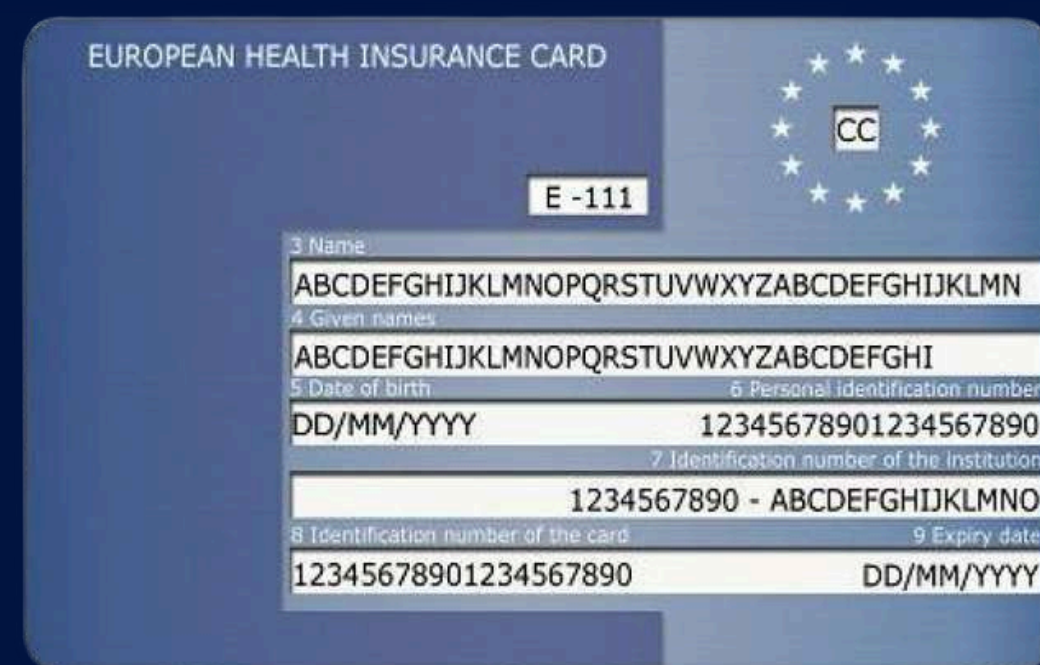 EUROPEAN HEALTH INSURANCE CARD
CC
E -111
3 Name
ABCDEFGHIJKLMNOPQRSTUVWXYZABCDEFGHIJKLMN
4 Given names
ABCDEFGHIJKLMNOPQRSTUVWXYZABCDEFGHI
5 Date of birth 6 Personal identification number
DD/MM/YYYY 12345678901234567890
7 Identification number of the institution
1234567890 - ABCDEFGHIJKLMNO
8 Identification number of the card 9 Expiry date
12345678901234567890 DD/MM/YYYY